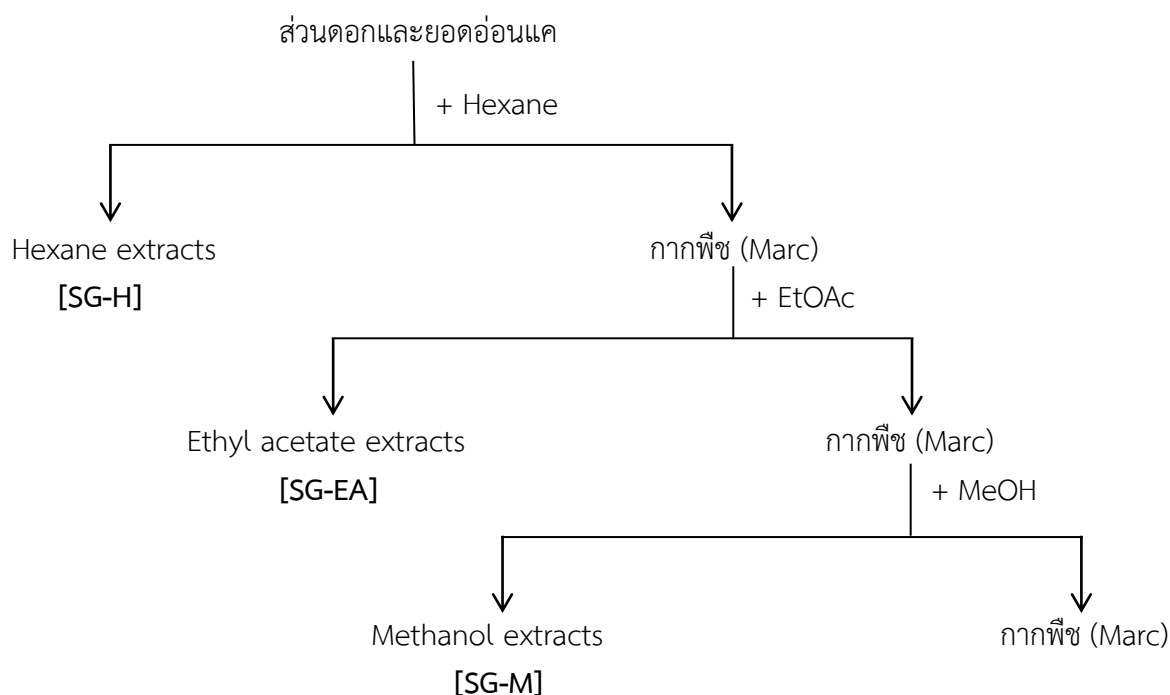 ส่วนดอกและยอดอ่อนแค
+ Hexane
Hexane extracts
[SG-H]
กากพืช (Marc)
+ EtOAc
Ethyl acetate extracts
[SG-EA]
กากพืช (Marc)
+ MeOH
Methanol extracts
[SG-M]
กากพืช (Marc)